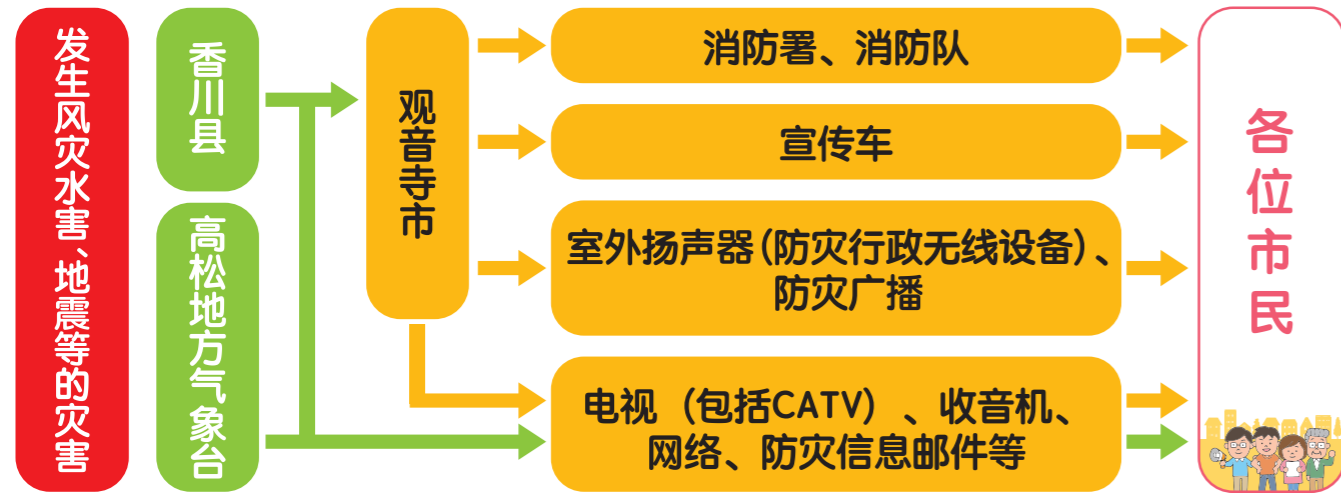 发生风灾水害、地震等的灾害
香川县
高松地方气象台
观音寺市
消防署、消防队
宣传车
室外扬声器(防灾行政无线设备)、
防灾广播
电视（包括CATV）、收音机、
网络、防灾信息邮件等
各位市民